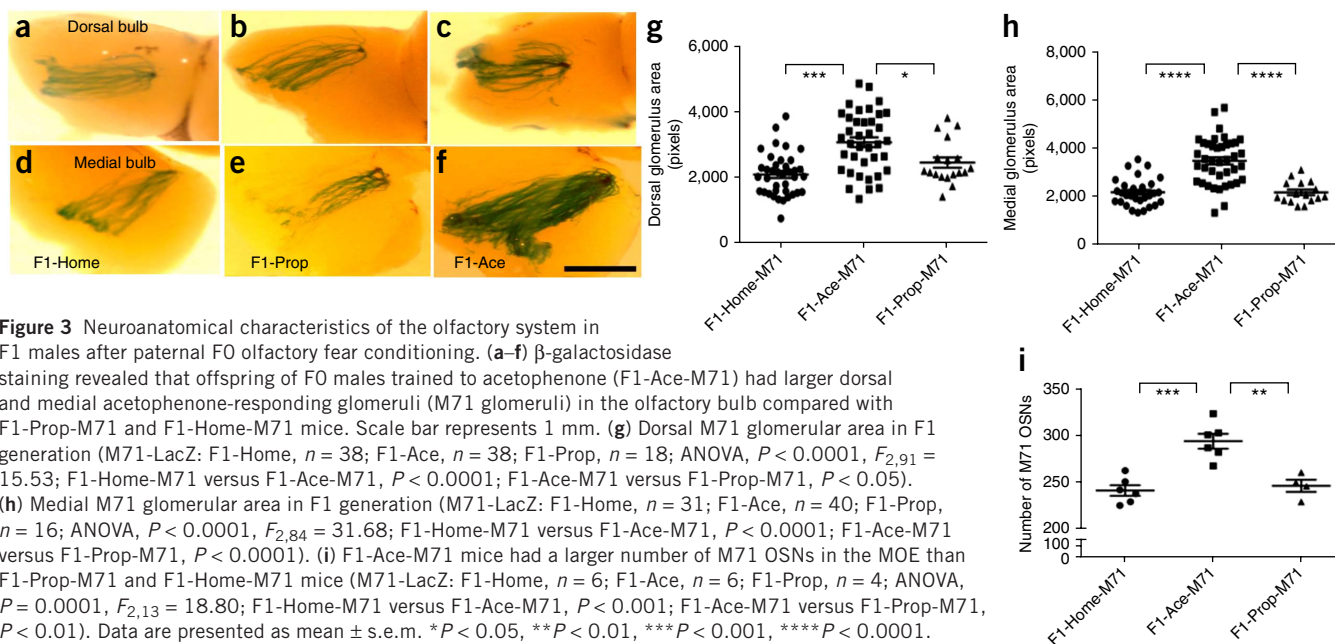 a
Dorsal bulb
b
c
d
Medial bulb
F1-Home
e
F1-Prop
f
F1-Ace
g
Dorsal glomerulus area
(pixels)
6,000
4,000
2,000
0
***
*
F1-Home-M71
F1-Ace-M71
F1-Prop-M71
h
Medial glomerulus area
(pixels)
8,000
6,000
4,000
2,000
0
****
****
F1-Home-M71
F1-Ace-M71
F1-Prop-M71
i
Number of M71 OSNs
350
300
250
200
100
0
***
**
F1-Home-M71
F1-Ace-M71
F1-Prop-M71
Figure 3 Neuroanatomical characteristics of the olfactory system in
F1 males after paternal F0 olfactory fear conditioning. (a–f) β-galactosidase
staining revealed that offspring of F0 males trained to acetophenone (F1-Ace-M71) had larger dorsal
and medial acetophenone-responding glomeruli (M71 glomeruli) in the olfactory bulb compared with
F1-Prop-M71 and F1-Home-M71 mice. Scale bar represents 1 mm. (g) Dorsal M71 glomerular area in F1
generation (M71-LacZ: F1-Home, n = 38; F1-Ace, n = 38; F1-Prop, n = 18; ANOVA, P < 0.0001, F2,91 =
15.53; F1-Home-M71 versus F1-Ace-M71, P < 0.0001; F1-Ace-M71 versus F1-Prop-M71, P < 0.05).
(h) Medial M71 glomerular area in F1 generation (M71-LacZ: F1-Home, n = 31; F1-Ace, n = 40; F1-Prop,
n = 16; ANOVA, P < 0.0001, F2,84 = 31.68; F1-Home-M71 versus F1-Ace-M71, P < 0.0001; F1-Ace-M71
versus F1-Prop-M71, P < 0.0001). (i) F1-Ace-M71 mice had a larger number of M71 OSNs in the MOE than
F1-Prop-M71 and F1-Home-M71 mice (M71-LacZ: F1-Home, n = 6; F1-Ace, n = 6; F1-Prop, n = 4; ANOVA,
P = 0.0001, F2,13 = 18.80; F1-Home-M71 versus F1-Ace-M71, P < 0.001; F1-Ace-M71 versus F1-Prop-M71,
P < 0.01). Data are presented as mean ± s.e.m. *P < 0.05, **P < 0.01, ***P < 0.001, ****P < 0.0001.